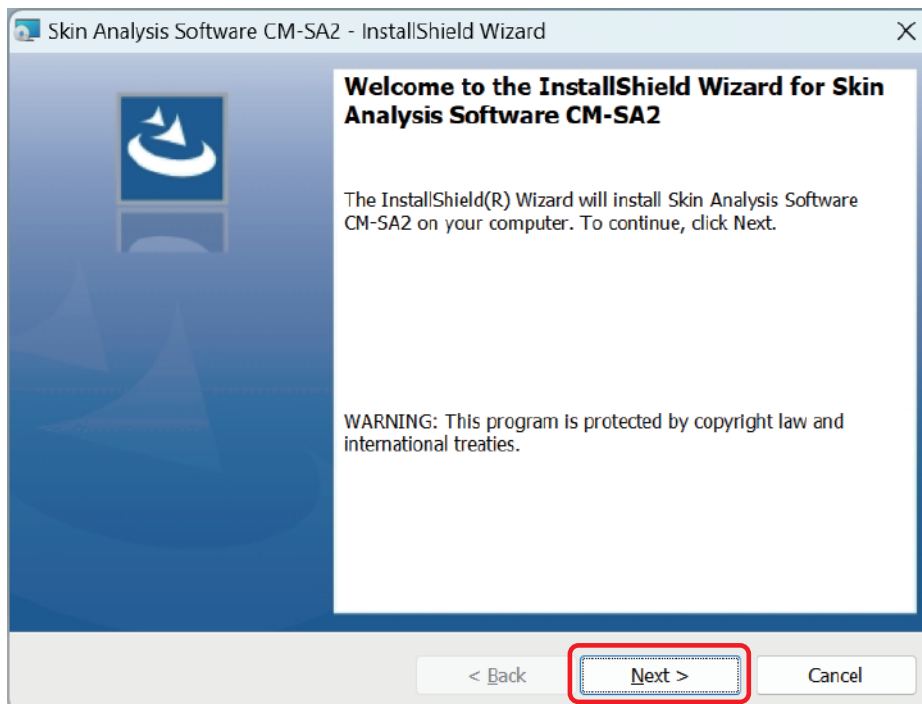 Skin Analysis Software CM-SA2 - InstallShield Wizard
Welcome to the InstallShield Wizard for Skin
Analysis Software CM-SA2
The InstallShield(R) Wizard will install Skin Analysis Software
CM-SA2 on your computer. To continue, click Next.
WARNING: This program is protected by copyright law and
international treaties.
< Back
Next >
Cancel